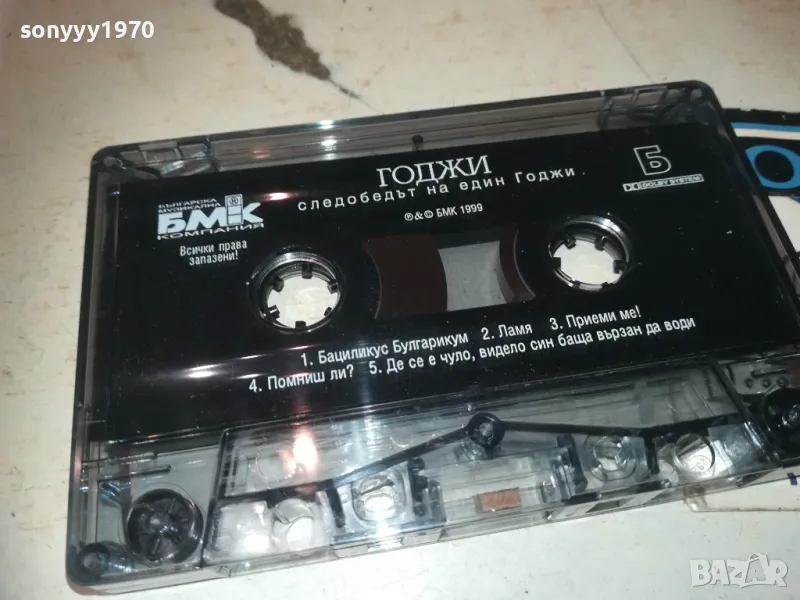 sonyyy1970
ГОДЖИ
следобедът на един Годжи.
℗&© БМК 1999
Б
DOLBY SYSTEM
БЪЛГАРСКА
МУЗИКАЛНА
БМК
КОМПАНИЯ
Всички права
запазени!
1. Бациликус Булгарикум 2. Ламя 3. Приеми ме!
4. Помниш ли? 5. Де се е чуло, видело син баща вързан да води
BAZAR